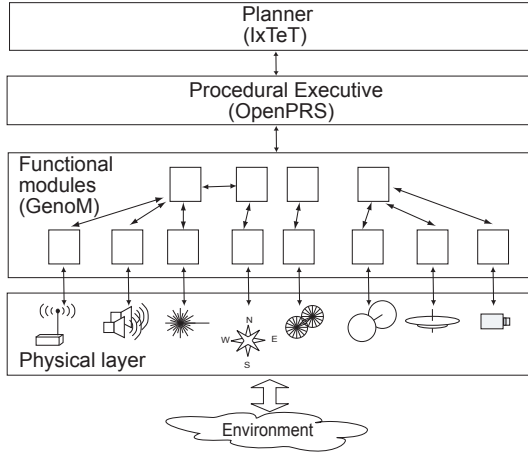 Planner
(IxTeT)
Procedural Executive
(OpenPRS)
Functional
modules
(GenoM)
N
W E
S
Physical layer
Environment